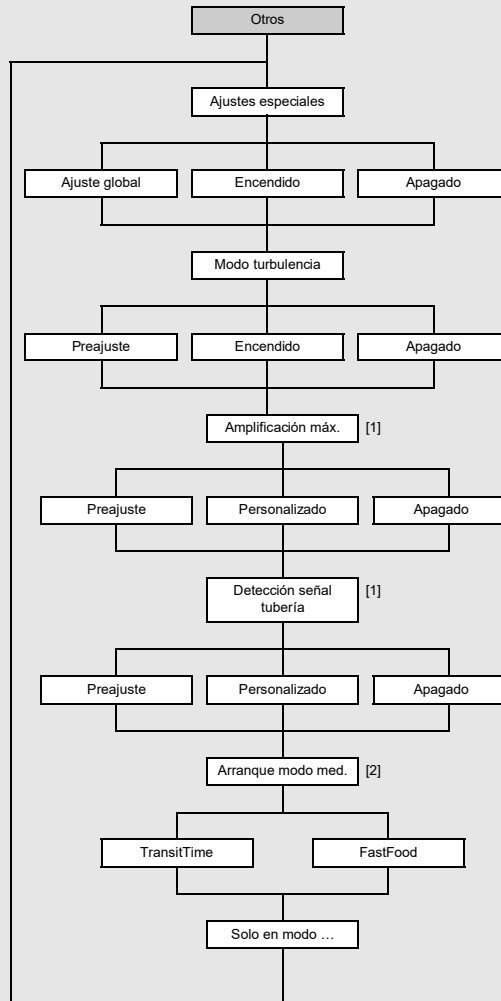 Otros
Ajustes especiales
Ajuste global
Encendido
Apagado
Modo turbulencia
Preajuste
Encendido
Apagado
Amplificación máx. [1]
Preajuste
Personalizado
Apagado
Detección señal [1]
tubería
Preajuste
Personalizado
Apagado
Arranque modo med. [2]
TransitTime
FastFood
Solo en modo …